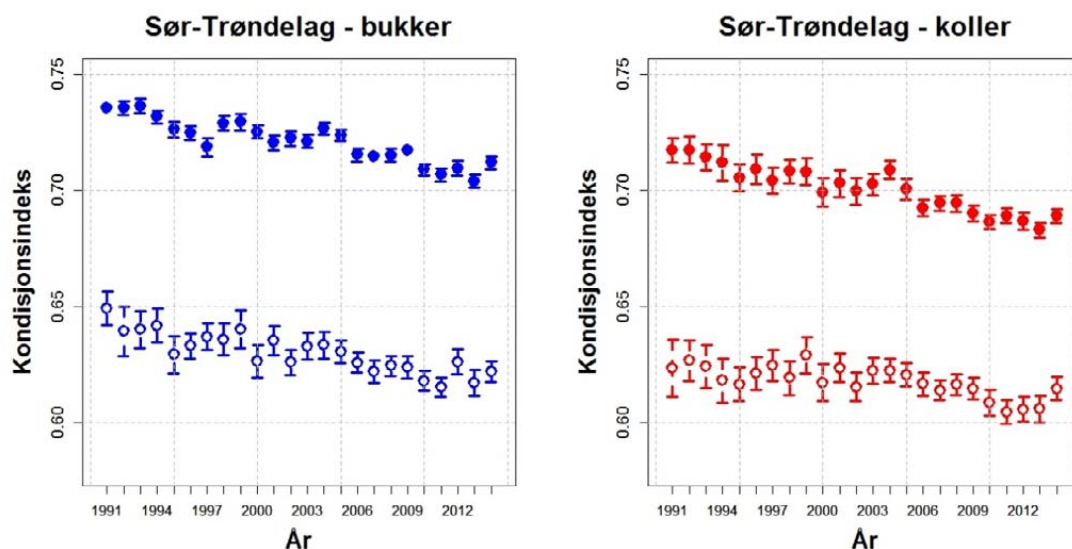 Sør-Trøndelag - bukker
Kondisjonsindeks
0.75
0.70
0.65
0.60
1991 1994 1997 2000 2003 2006 2009 2012
År
Sør-Trøndelag - koller
Kondisjonsindeks
0.75
0.70
0.65
0.60
1991 1994 1997 2000 2003 2006 2009 2012
År